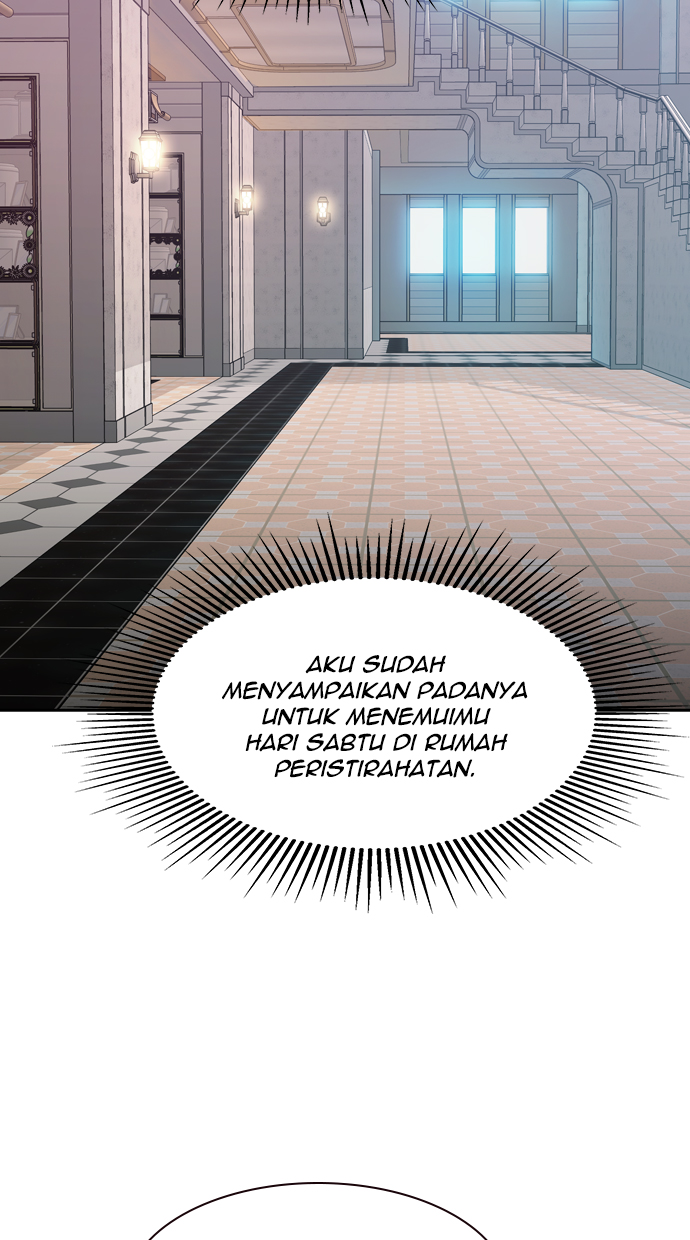 AKU SUDAH
MENYAMPAIKAN PADANYA
UNTUK MENEMUIMU
HARI SABTU DI RUMAH
PERISTIRAHATAN.